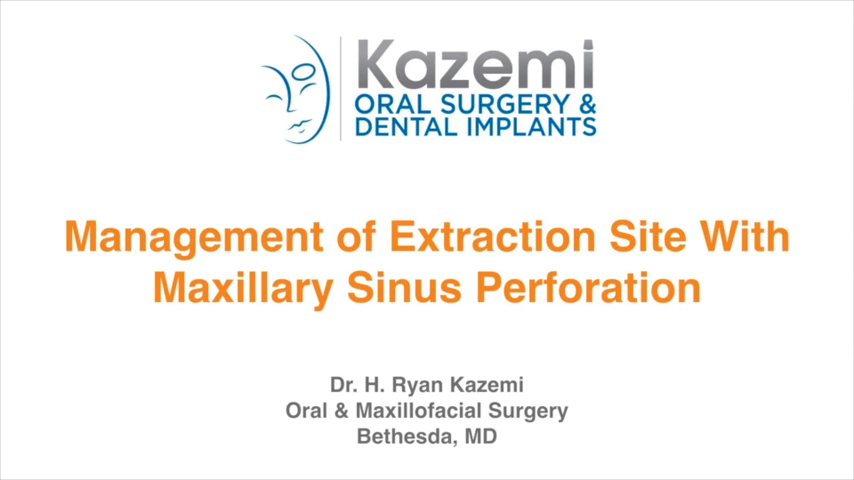 Kazemi
ORAL SURGERY &
DENTAL IMPLANTS
Management of Extraction Site With
Maxillary Sinus Perforation
Dr. H. Ryan Kazemi
Oral & Maxillofacial Surgery
Bethesda, MD